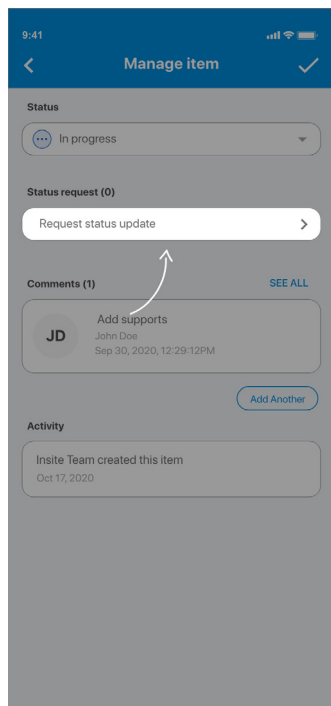 9:41
Manage item
Status
In progress
Status request (0)
Request status update
Comments (1)
SEE ALL
JD
Add supports
John Doe
Sep 30, 2020, 12:29:12PM
Add Another
Activity
Insite Team created this item
Oct 17, 2020